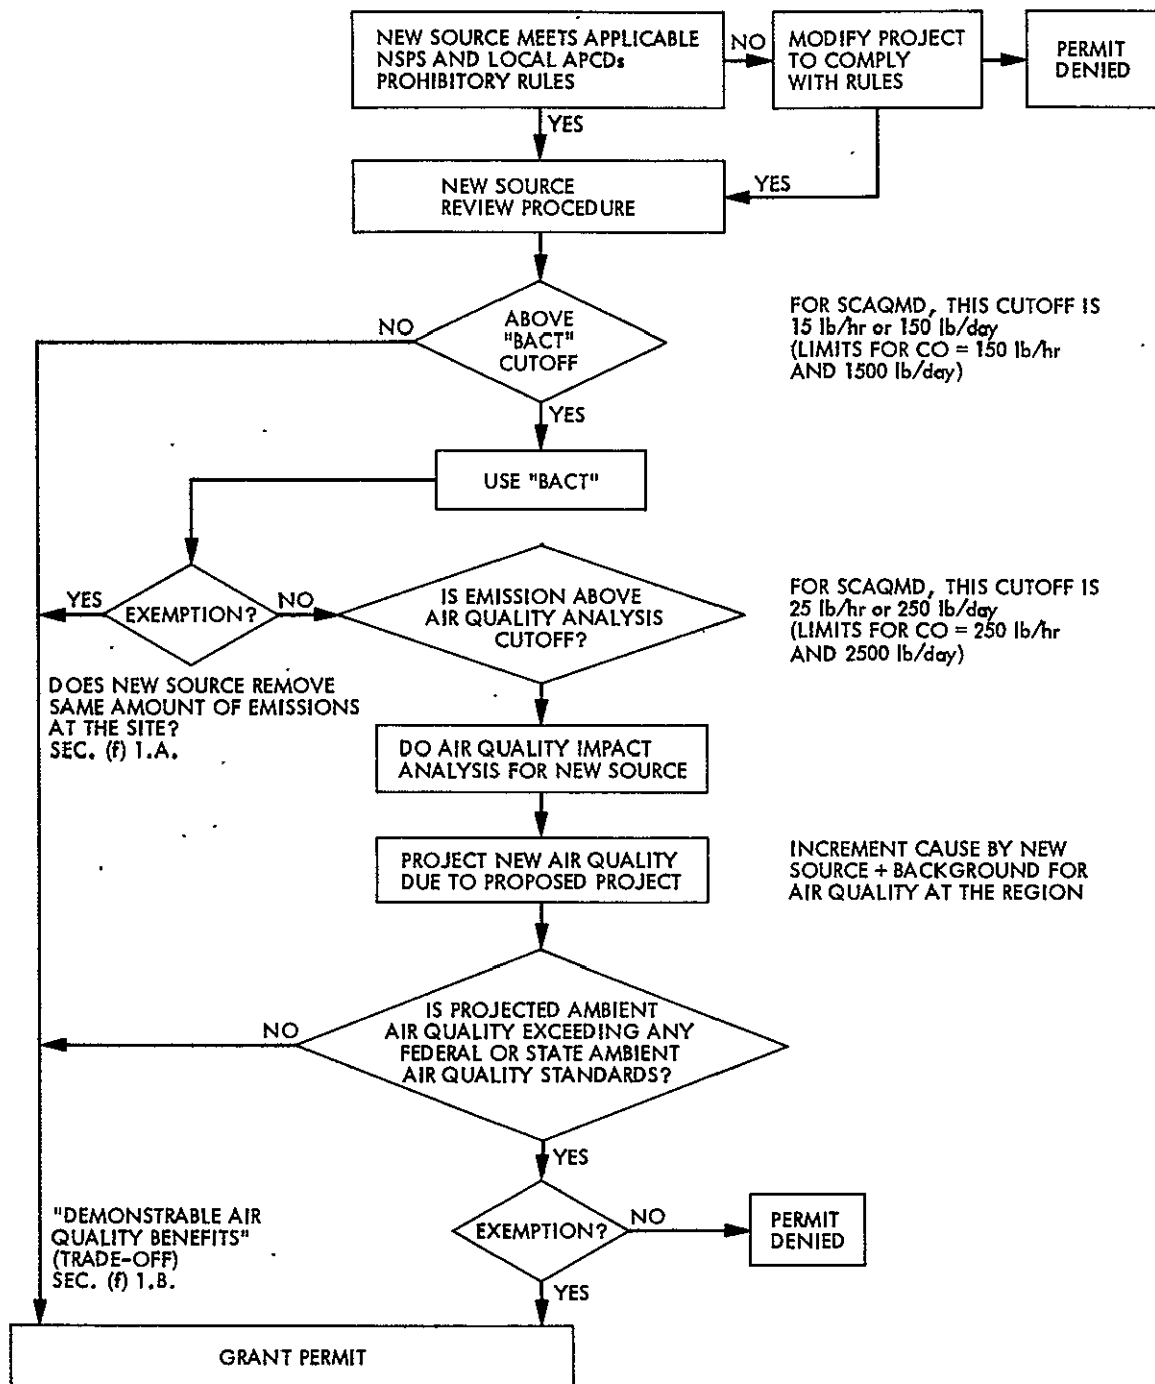 NEW SOURCE MEETS APPLICABLE
NSPS AND LOCAL APCDs
PROHIBITORY RULES
NO
MODIFY PROJECT
TO COMPLY
WITH RULES
PERMIT
DENIED
YES
NEW SOURCE
REVIEW PROCEDURE
YES
NO
ABOVE
"BACT"
CUTOFF
FOR SCAQMD, THIS CUTOFF IS
15 lb/hr or 150 lb/day
(LIMITS FOR CO = 150 lb/hr
AND 1500 lb/day)
YES
USE "BACT"
YES
EXEMPTION?
NO
IS EMISSION ABOVE
AIR QUALITY ANALYSIS
CUTOFF?
FOR SCAQMD, THIS CUTOFF IS
25 lb/hr or 250 lb/day
(LIMITS FOR CO = 250 lb/hr
AND 2500 lb/day)
DOES NEW SOURCE REMOVE
SAME AMOUNT OF EMISSIONS
AT THE SITE?
SEC. (f) 1.A.
DO AIR QUALITY IMPACT
ANALYSIS FOR NEW SOURCE
PROJECT NEW AIR QUALITY
DUE TO PROPOSED PROJECT
INCREMENT CAUSE BY NEW
SOURCE + BACKGROUND FOR
AIR QUALITY AT THE REGION
NO
IS PROJECTED AMBIENT
AIR QUALITY EXCEEDING ANY
FEDERAL OR STATE AMBIENT
AIR QUALITY STANDARDS?
YES
"DEMONSTRABLE AIR
QUALITY BENEFITS"
(TRADE-OFF)
SEC. (f) 1.B.
EXEMPTION?
NO
PERMIT
DENIED
YES
GRANT PERMIT